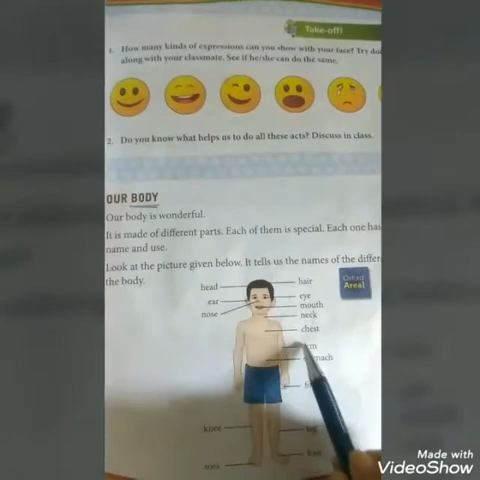 Take-off!
1. How many kinds of expressions can you show with your face? Try doi
along with your classmate. See if he/she can do the same.
2. Do you know what helps us to do all these acts? Discuss in class.
OUR BODY
Our body is wonderful.
It is made of different parts. Each of them is special. Each one has
name and use.
Look at the picture given below. It tells us the names of the differ
the body.
Oxford
Areal
head
hair
ear
eye
mouth
nose
neck
chest
knee
leg
foot
toes
Made with
VideoShow